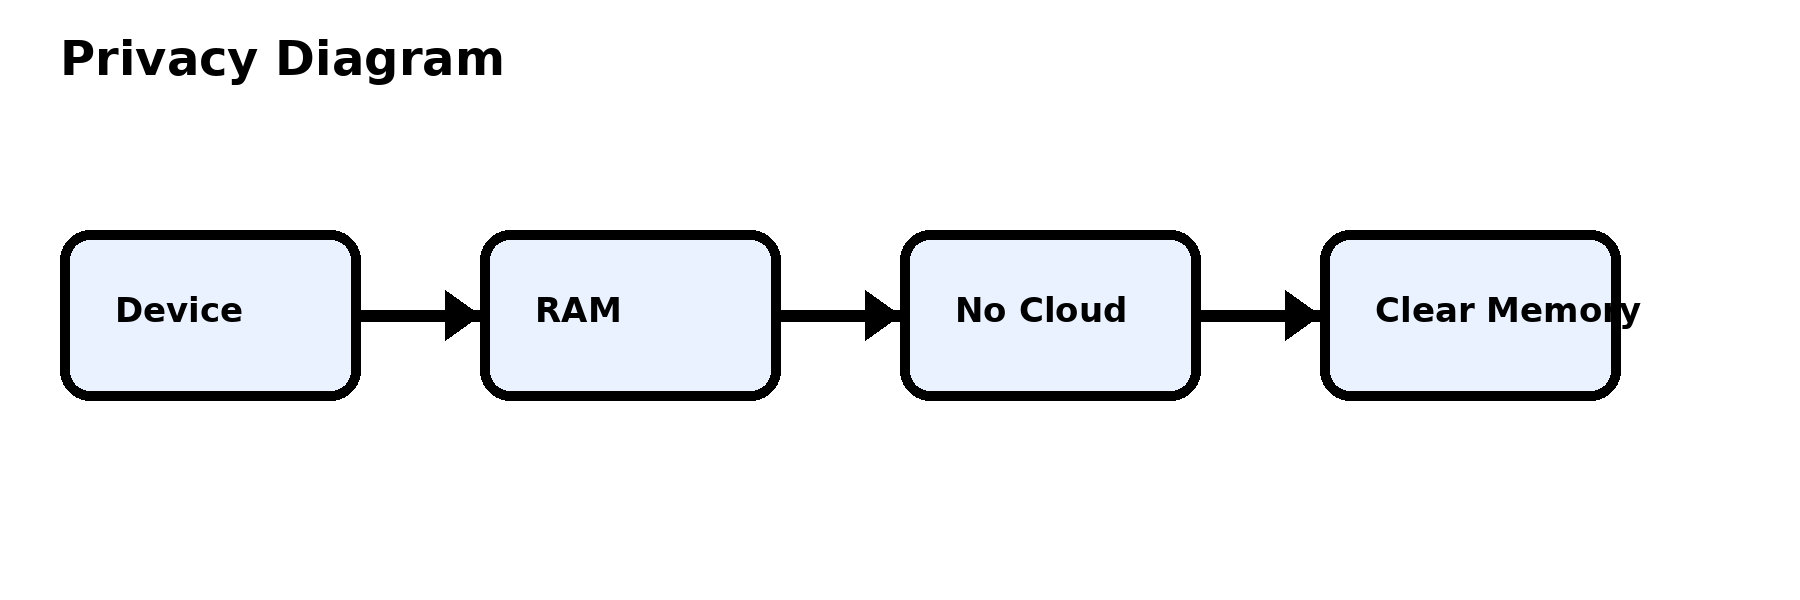 Privacy Diagram
Device
RAM
No Cloud
Clear Memory